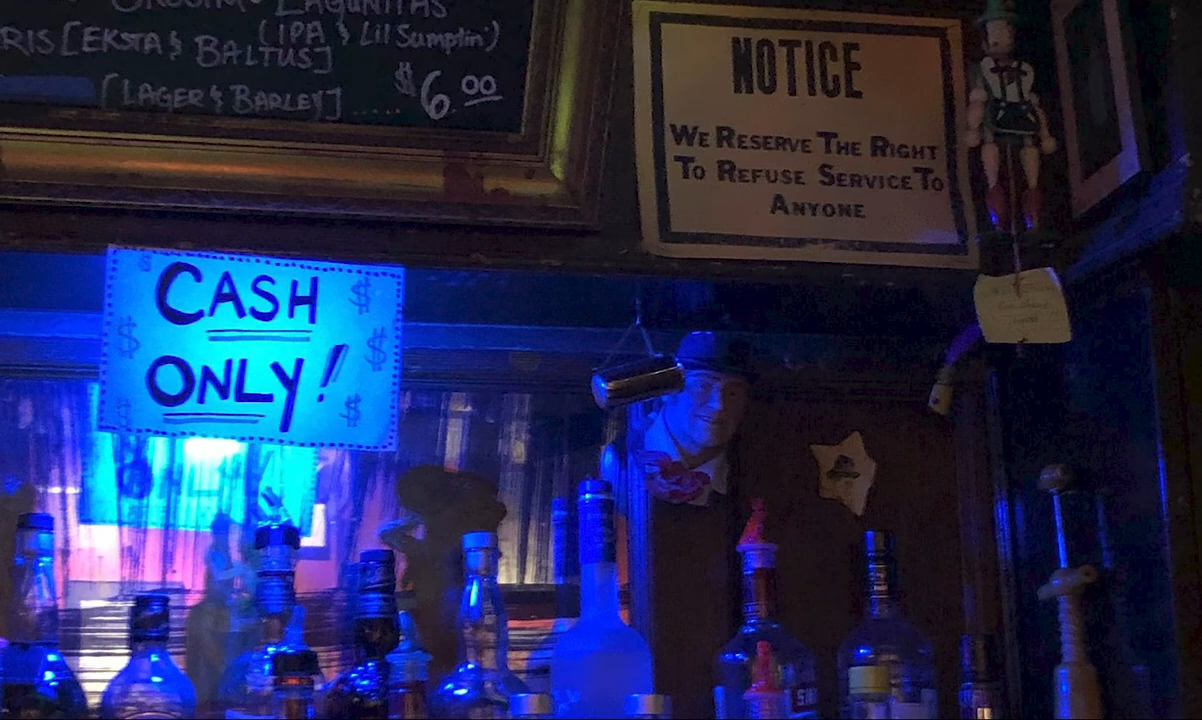 LAGUNITAS
(IPA & Lil Sumplin')
RIS [EKSTA & BALTUS]
[LAGER & BARLEY] ..... $6.00
NOTICE
WE RESERVE THE RIGHT
TO REFUSE SERVICE TO
ANYONE
CASH
ONLY!